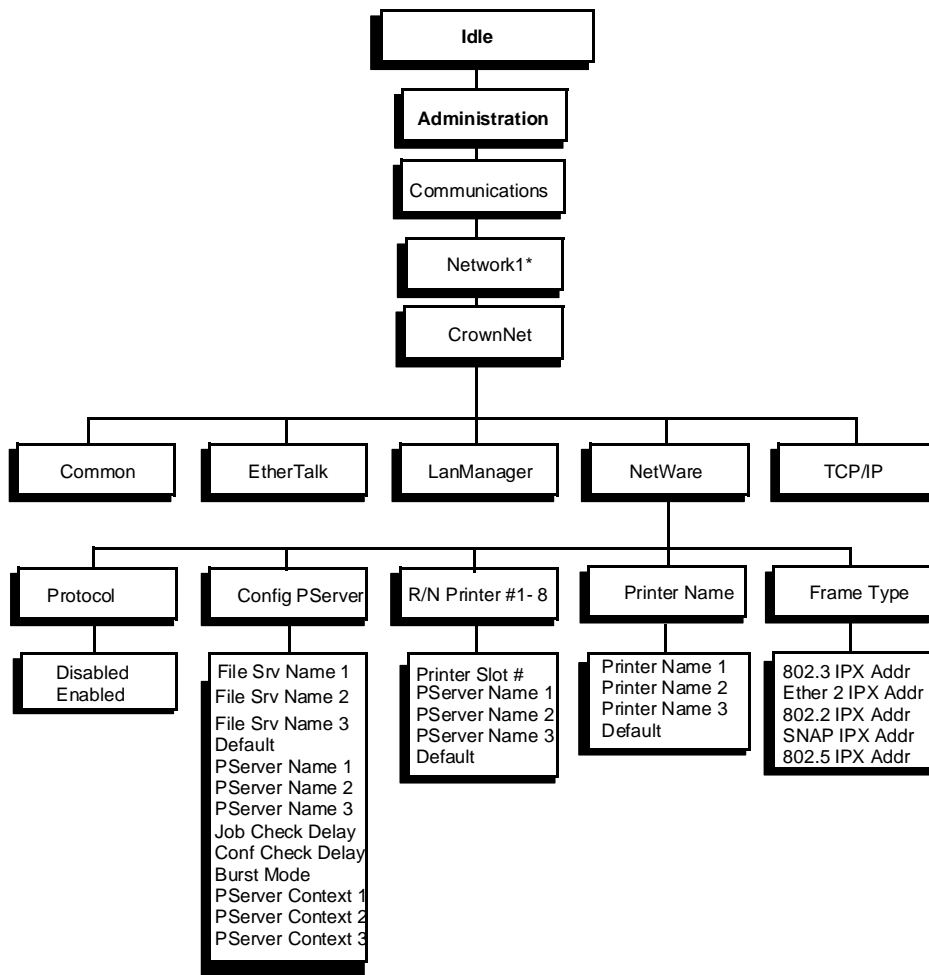 Idle
Administration
Communications
Network1*
CrownNet
Common
EtherTalk
LanManager
NetWare
TCP/IP
Protocol
Config PServer
R/N Printer #1- 8
Printer Name
Frame Type
Disabled
Enabled
File Srv Name 1
File Srv Name 2
File Srv Name 3
Default
PServer Name 1
PServer Name 2
PServer Name 3
Job Check Delay
Conf Check Delay
Burst Mode
PServer Context 1
PServer Context 2
PServer Context 3
Printer Slot #
PServer Name 1
PServer Name 2
PServer Name 3
Default
Printer Name 1
Printer Name 2
Printer Name 3
Default
802.3 IPX Addr
Ether 2 IPX Addr
802.2 IPX Addr
SNAP IPX Addr
802.5 IPX Addr